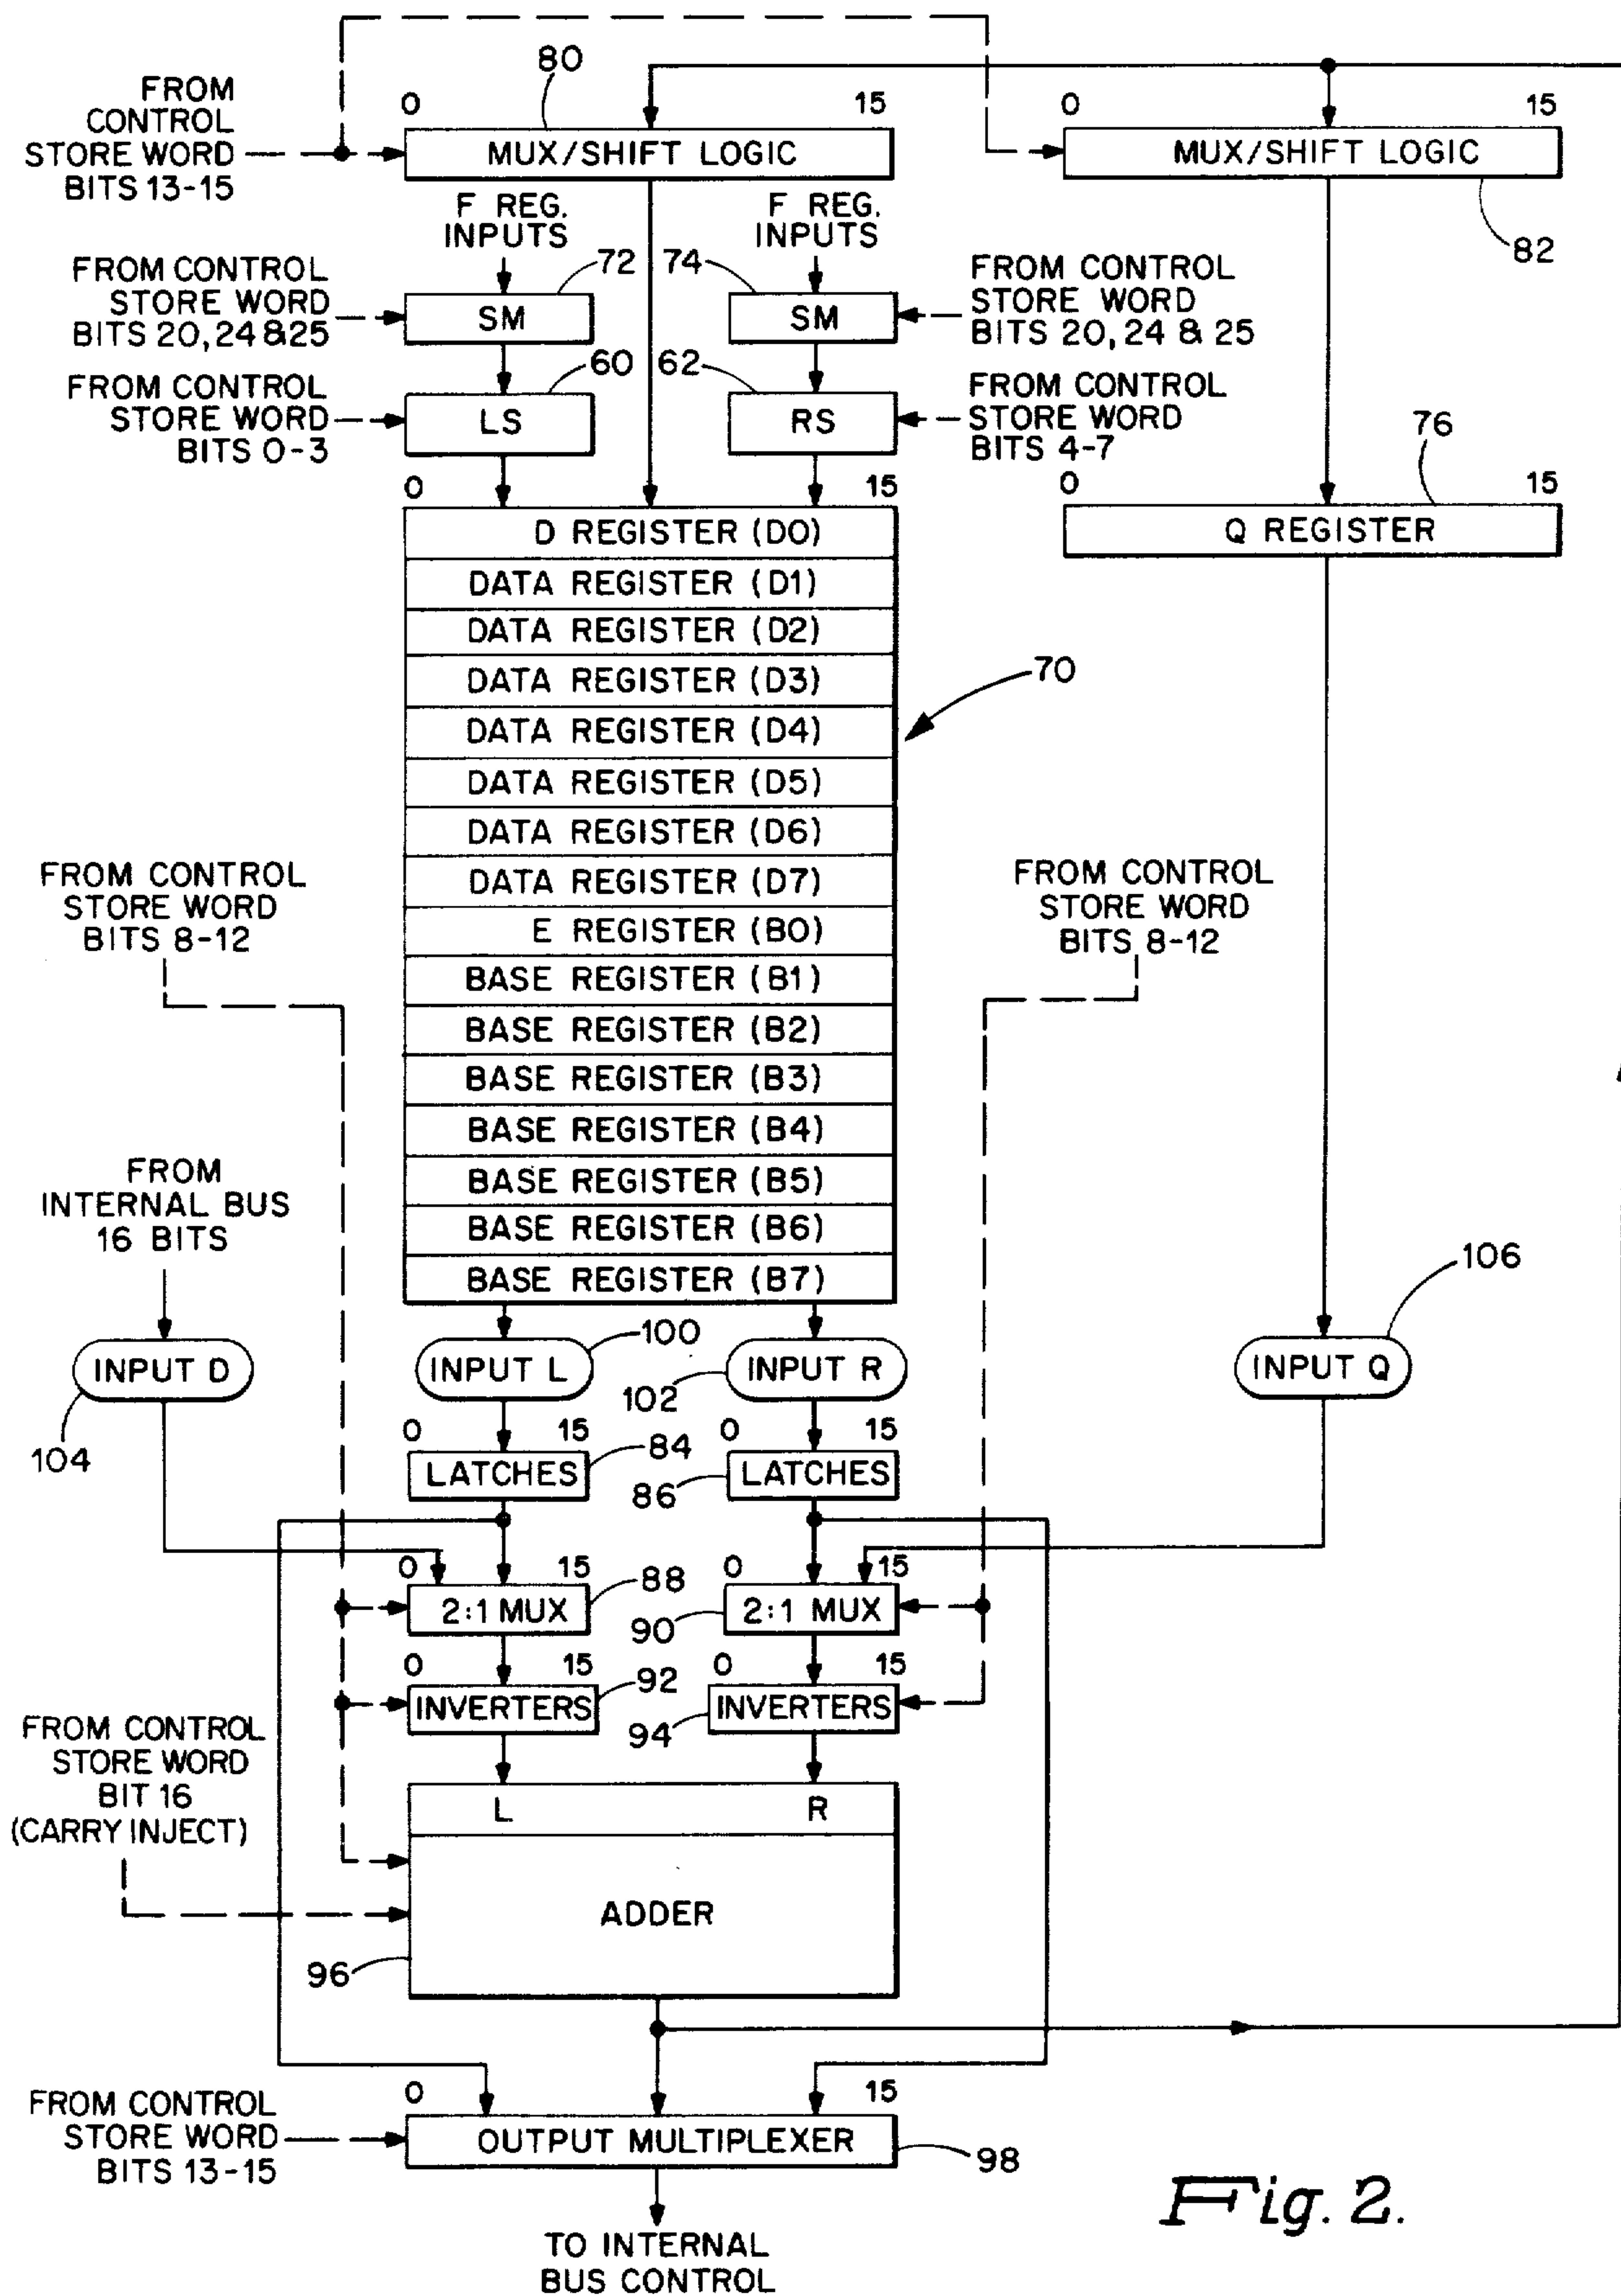 80
FROM
CONTROL
STORE WORD
BITS 13-15
0 15
MUX/SHIFT LOGIC
0 15
MUX/SHIFT LOGIC
82
F REG.
INPUTS
F REG.
INPUTS
FROM CONTROL
STORE WORD
BITS 20,24&25
72
SM
74
SM
FROM CONTROL
STORE WORD
BITS 20,24 & 25
FROM CONTROL
STORE WORD
BITS 0-3
60
LS
62
RS
FROM CONTROL
STORE WORD
BITS 4-7
76
0 15
0 15
D REGISTER (D0)
Q REGISTER
DATA REGISTER (D1)
DATA REGISTER (D2)
DATA REGISTER (D3)
70
DATA REGISTER (D4)
DATA REGISTER (D5)
DATA REGISTER (D6)
DATA REGISTER (D7)
E REGISTER (B0)
BASE REGISTER (B1)
BASE REGISTER (B2)
BASE REGISTER (B3)
BASE REGISTER (B4)
BASE REGISTER (B5)
BASE REGISTER (B6)
BASE REGISTER (B7)
FROM CONTROL
STORE WORD
BITS 8-12
FROM CONTROL
STORE WORD
BITS 8-12
FROM
INTERNAL BUS
16 BITS
INPUT D
104
INPUT L
100
INPUT R
102
INPUT Q
106
0 15
LATCHES
84
0 15
LATCHES
86
0 15
2:1 MUX
88
0 15
2:1 MUX
90
0 15
INVERTERS
92
0 15
INVERTERS
94
FROM CONTROL
STORE WORD
BIT 16
(CARRY INJECT)
L R
ADDER
96
FROM CONTROL
STORE WORD
BITS 13-15
0 15
OUTPUT MULTIPLEXER
98
TO INTERNAL
BUS CONTROL
Fig. 2.